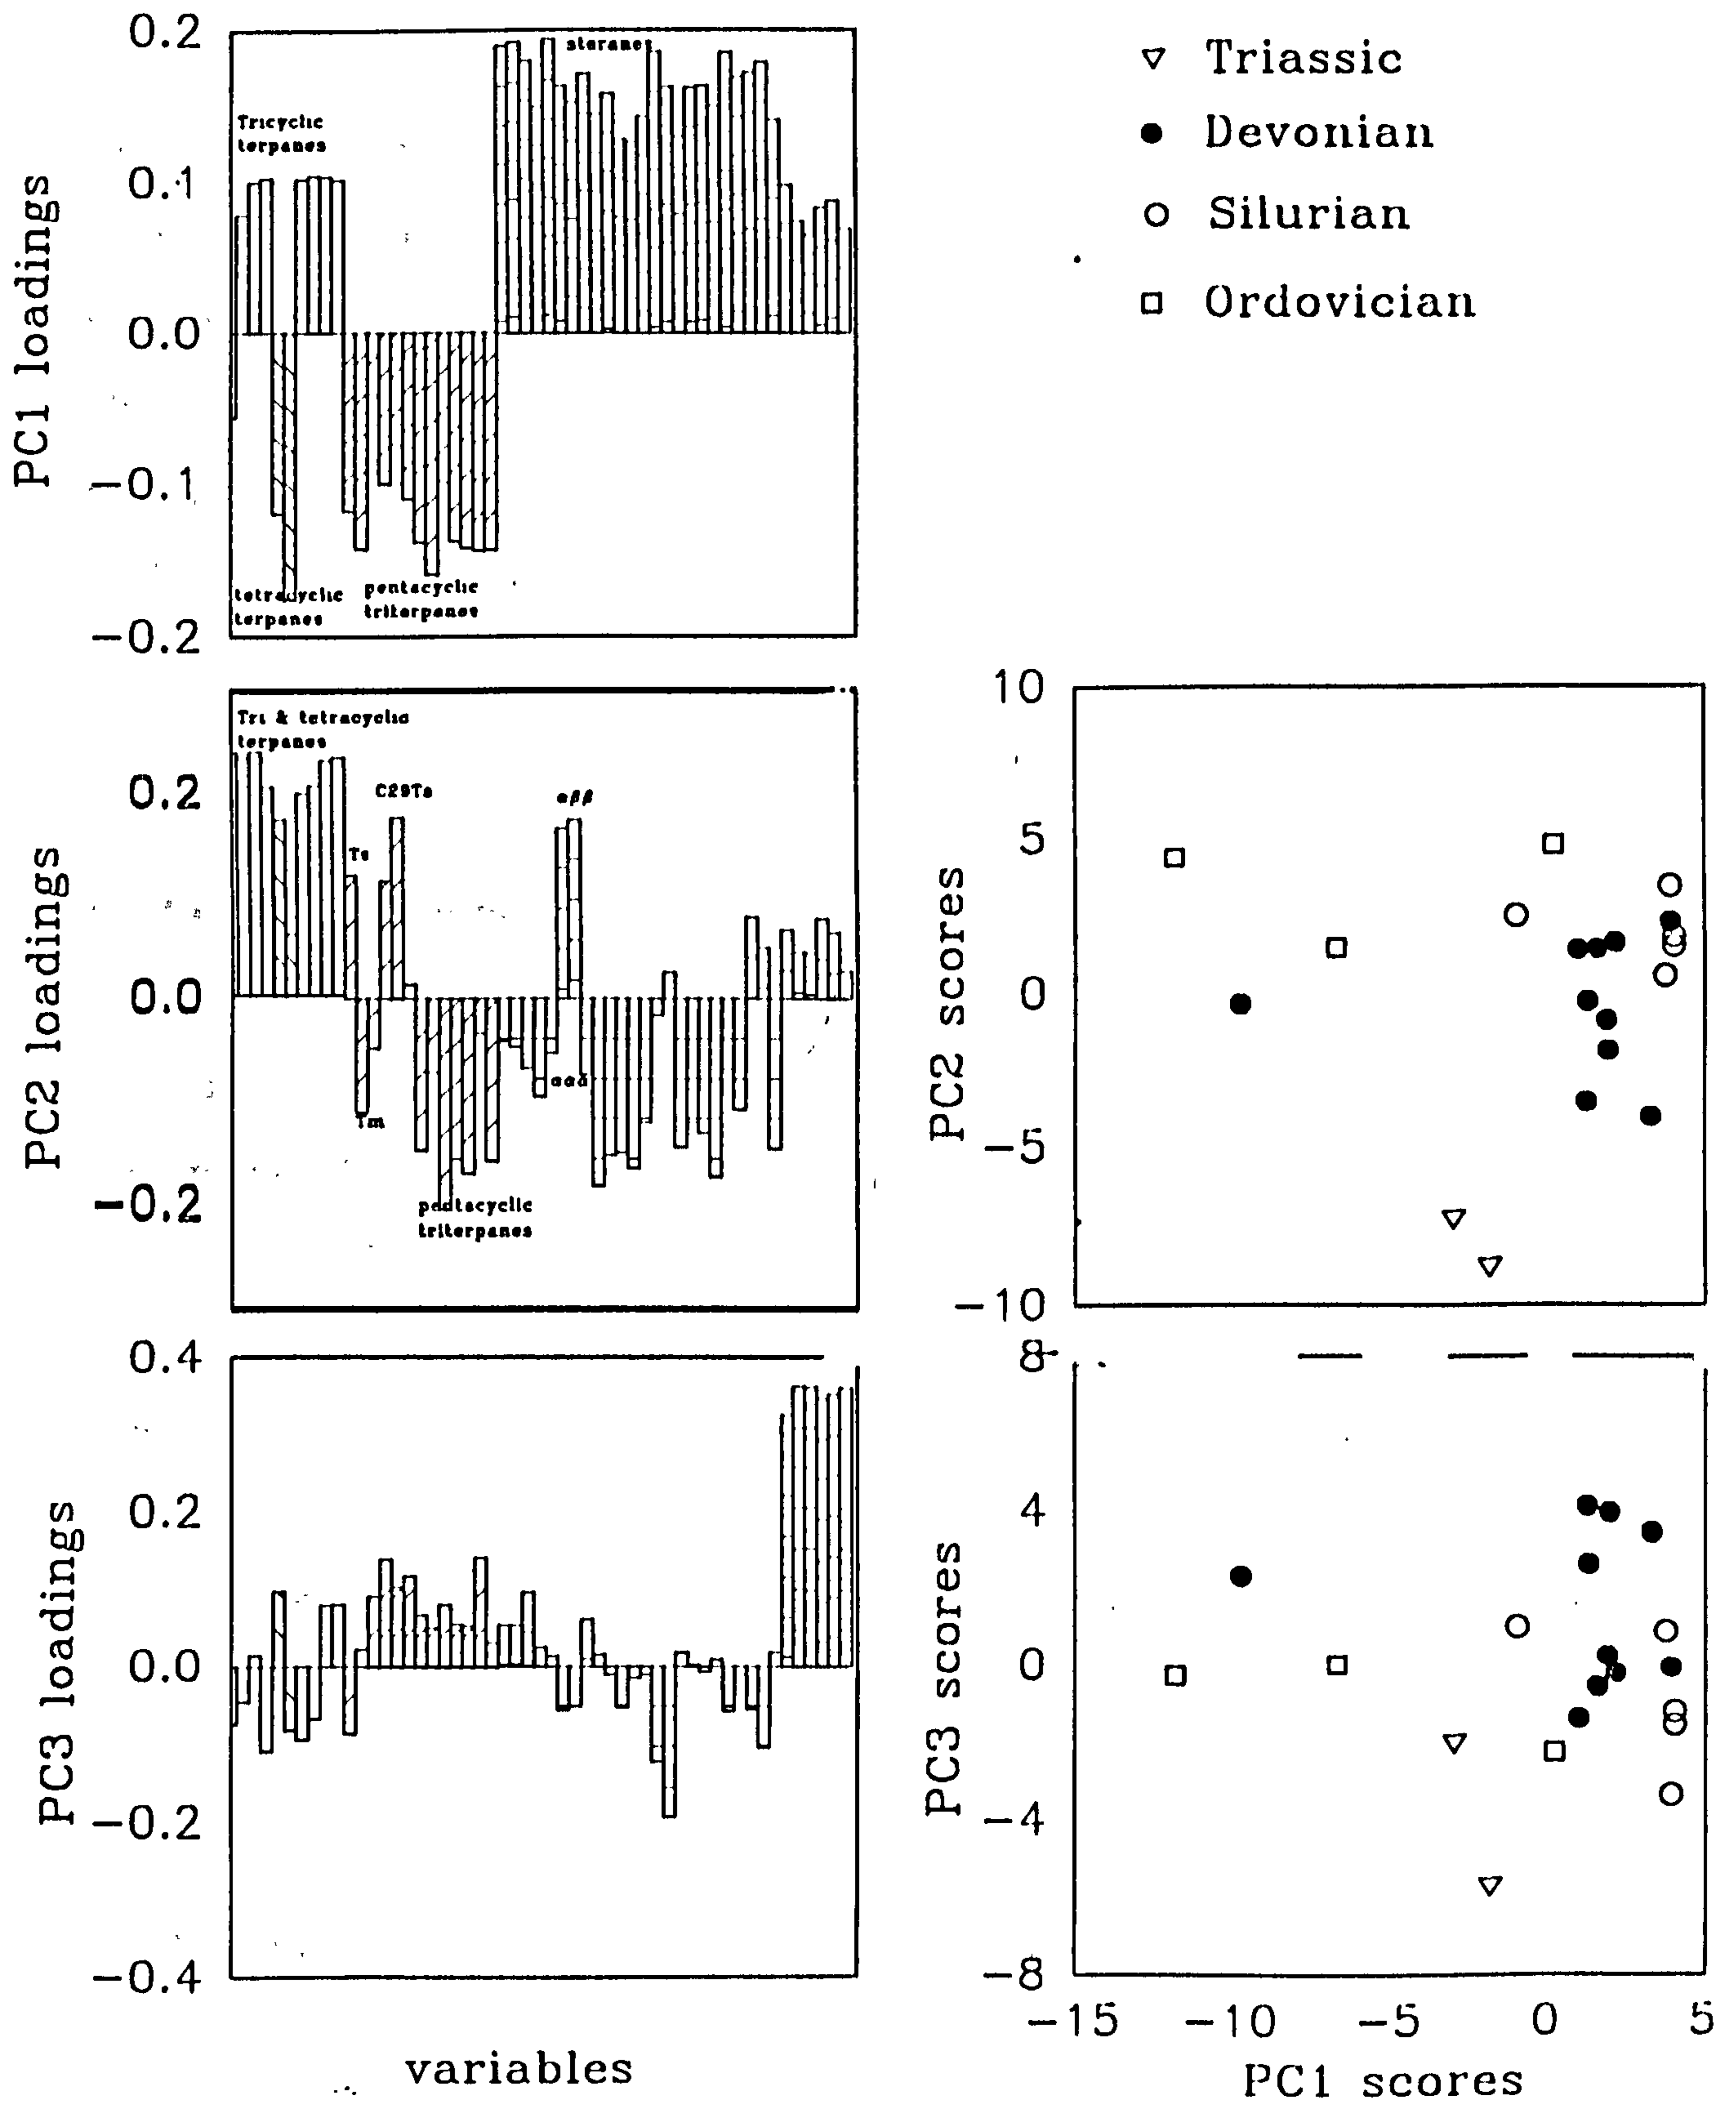 0.2
0.1
0.0
−0.1
−0.2
PC1 loadings
Tricyclic
terpanes
steranes
tetracyclic
terpanes
pentacyclic
triterpanes
Triassic
Devonian
Silurian
Ordovician
0.2
0.0
−0.2
PC2 loadings
Tri & tetracyclic
terpanes
C29Ts
Ts
Tm
αββ
ααα
pentacyclic
triterpanes
10
5
0
−5
−10
PC2 scores
0.4
0.2
0.0
−0.2
−0.4
PC3 loadings
variables
8
4
0
−4
−8
PC3 scores
−15 −10 −5 0 5
PC1 scores